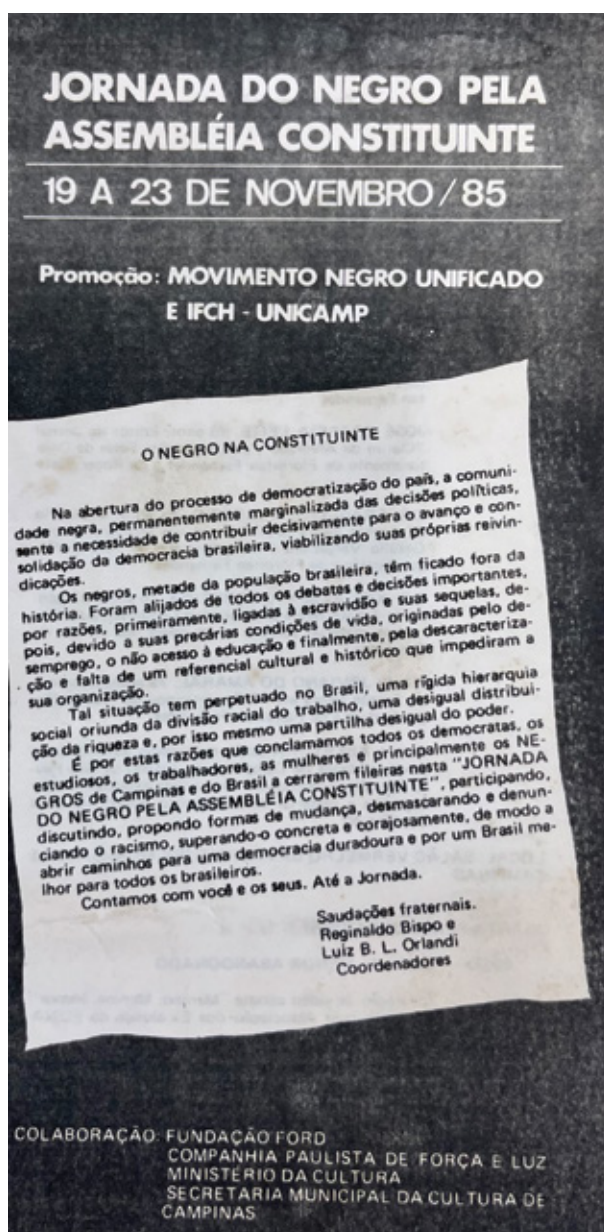 JORNADA DO NEGRO PELA
ASSEMBLÉIA CONSTITUINTE
19 A 23 DE NOVEMBRO/85
Promoção: MOVIMENTO NEGRO UNIFICADO
E IFCH - UNICAMP
O NEGRO NA CONSTITUINTE
Na abertura do processo de democratização do país, a comuni-
dade negra, permanentemente marginalizada das decisões políticas,
sente a necessidade de contribuir decisivamente para o avanço e con-
solidação da democracia brasileira, viabilizando suas próprias reivin-
dicações.
Os negros, metade da população brasileira, têm ficado fora da
história. Foram alijados de todos os debates e decisões importantes,
por razões, primeiramente, ligadas à escravidão e suas sequelas, de-
pois, devido a suas precárias condições de vida, originadas pelo de-
semprego, o não acesso à educação e finalmente, pela descaracteriza-
ção e falta de um referencial cultural e histórico que impediram a
sua organização.
Tal situação tem perpetuado no Brasil, uma rígida hierarquia
social oriunda da divisão racial do trabalho, uma desigual distribui-
ção da riqueza e, por isso mesmo uma partilha desigual do poder.
É por estas razões que conclamamos todos os democratas, os
estudiosos, os trabalhadores, as mulheres e principalmente os NE-
GROS de Campinas e do Brasil a cerrarem fileiras nesta "JORNADA
DO NEGRO PELA ASSEMBLÉIA CONSTITUINTE", participando,
discutindo, propondo formas de mudança, desmascarando e denun-
ciando o racismo, superando-o concreta e corajosamente, de modo a
abrir caminhos para uma democracia duradoura e por um Brasil me-
lhor para todos os brasileiros.
Contamos com você e os seus. Até a Jornada.
Saudações fraternais.
Reginaldo Bispo e
Luiz B. L. Orlandi
Coordenadores
COLABORAÇÃO: FUNDAÇÃO FORD
COMPANHIA PAULISTA DE FORÇA E LUZ
MINISTÉRIO DA CULTURA
SECRETARIA MUNICIPAL DA CULTURA DE
CAMPINAS